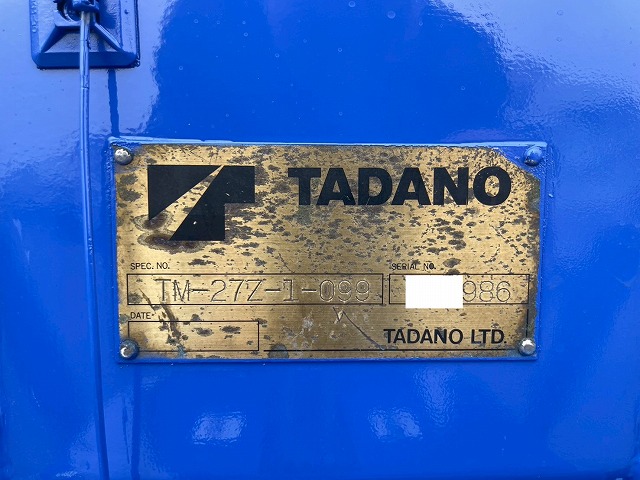 TADANO
SPEC. NO. SERIAL NO.
TM-27Z-1-099 986
DATE
TADANO LTD.